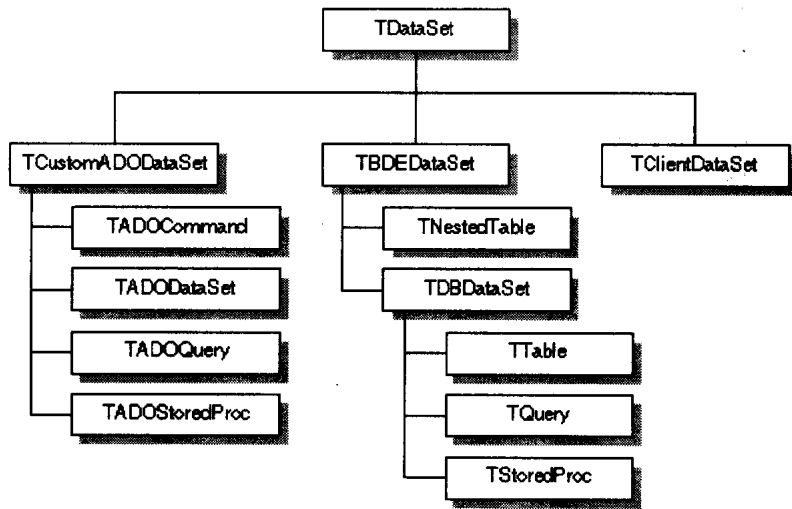 TDataSet
TCustomADODataSet
TBDEDataSet
TClientDataSet
TADOCommand
TNestedTable
TADODataSet
TDBDataSet
TADOQuery
TTable
TADOStoredProc
TQuery
TStoredProc